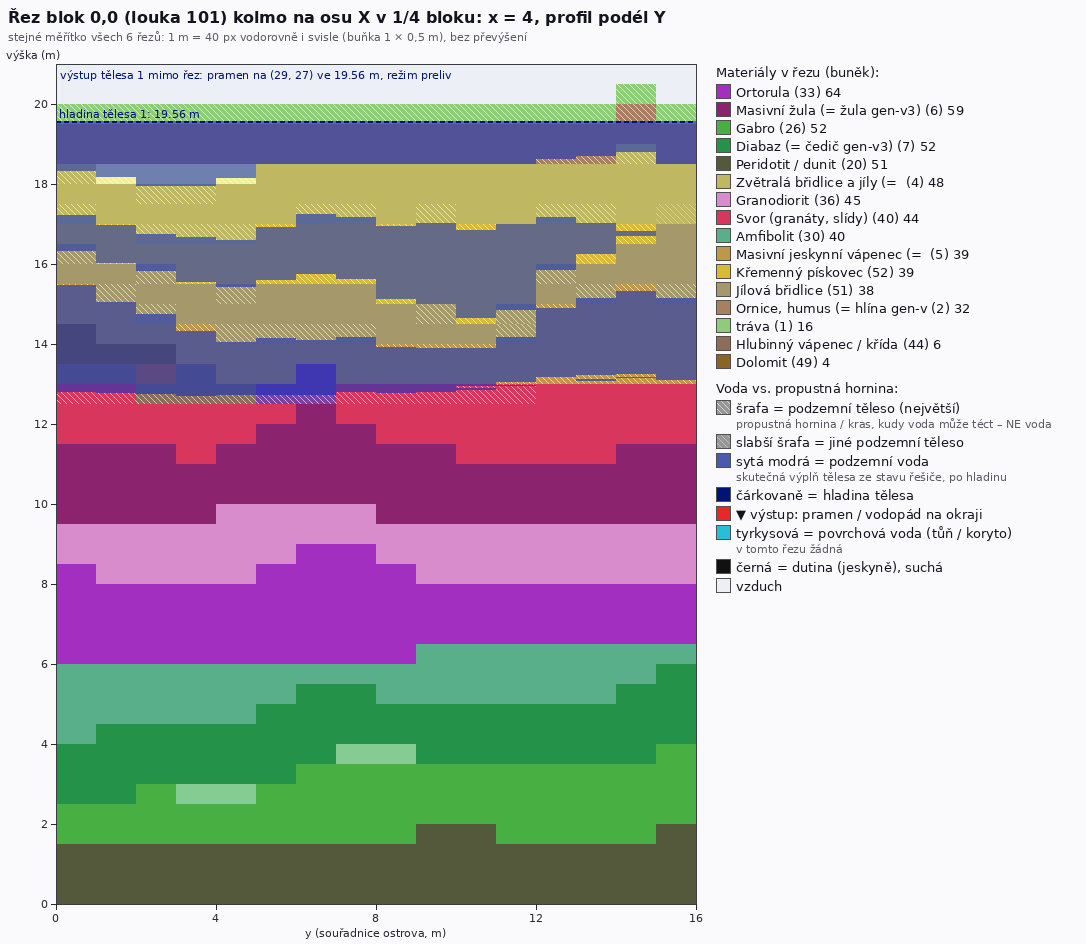 Řez blok 0,0 (louka 101) kolmo na osu X v 1/4 bloku: x = 4, profil podél Y
stejné měřítko všech 6 řezů: 1 m = 40 px vodorovně i svisle (buňka 1 × 0,5 m), bez převýšení
výška (m)
výstup tělesa 1 mimo řez: pramen na (29, 27) ve 19.56 m, režim preliv
hladina tělesa 1: 19.56 m
20
18
16
14
12
10
8
6
4
2
0
0
4
8
12
16
y (souřadnice ostrova, m)
Materiály v řezu (buněk):
Ortorula (33) 64
Masivní žula (= žula gen-v3) (6) 59
Gabro (26) 52
Diabaz (= čedič gen-v3) (7) 52
Peridotit / dunit (20) 51
Zvětralá břidlice a jíly (=  (4) 48
Granodiorit (36) 45
Svor (granáty, slídy) (40) 44
Amfibolit (30) 40
Masivní jeskynní vápenec (=  (5) 39
Křemenný pískovec (52) 39
Jílová břidlice (51) 38
Ornice, humus (= hlína gen-v (2) 32
tráva (1) 16
Hlubinný vápenec / křída (44) 6
Dolomit (49) 4
Voda vs. propustná hornina:
šrafa = podzemní těleso (největší)
propustná hornina / kras, kudy voda může téct – NE voda
slabší šrafa = jiné podzemní těleso
sytá modrá = podzemní voda
skutečná výplň tělesa ze stavu řešiče, po hladinu
čárkovaně = hladina tělesa
▼ výstup: pramen / vodopád na okraji
tyrkysová = povrchová voda (tůň / koryto)
v tomto řezu žádná
černá = dutina (jeskyně), suchá
vzduch